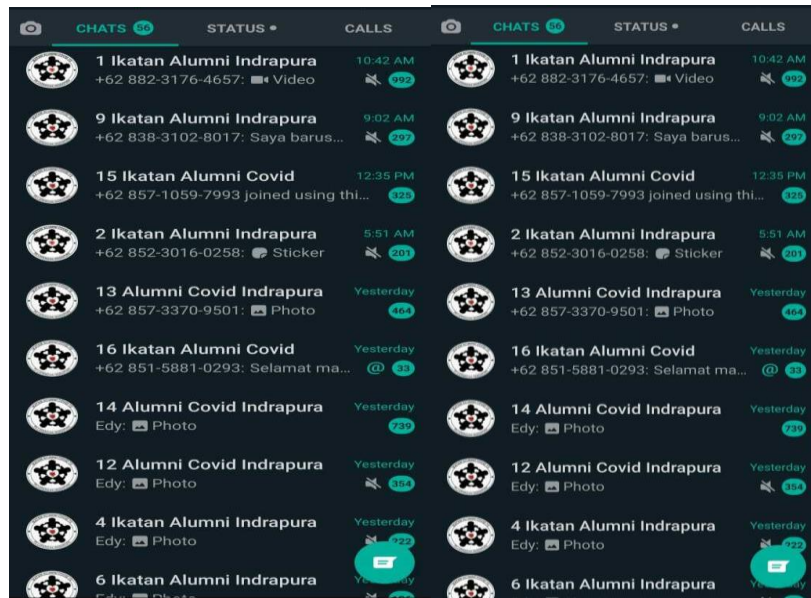 CHATS 56 STATUS • CALLS
1 Ikatan Alumni Indrapura 10:42 AM
+62 882-3176-4657: Video 992
9 Ikatan Alumni Indrapura 9:02 AM
+62 838-3102-8017: Saya barus... 297
15 Ikatan Alumni Covid 12:35 PM
+62 857-1059-7993 joined using thi... 325
2 Ikatan Alumni Indrapura 5:51 AM
+62 852-3016-0258: Sticker 201
13 Alumni Covid Indrapura Yesterday
+62 857-3370-9501: Photo 464
16 Ikatan Alumni Covid Yesterday
+62 851-5881-0293: Selamat ma... @ 33
14 Alumni Covid Indrapura Yesterday
Edy: Photo 739
12 Alumni Covid Indrapura Yesterday
Edy: Photo 354
4 Ikatan Alumni Indrapura Yesterday
Edy: Photo
6 Ikatan Alumni Indrapura
CHATS 56 STATUS • CALLS
1 Ikatan Alumni Indrapura 10:42 AM
+62 882-3176-4657: Video 992
9 Ikatan Alumni Indrapura 9:02 AM
+62 838-3102-8017: Saya barus... 297
15 Ikatan Alumni Covid 12:35 PM
+62 857-1059-7993 joined using thi... 325
2 Ikatan Alumni Indrapura 5:51 AM
+62 852-3016-0258: Sticker 201
13 Alumni Covid Indrapura Yesterday
+62 857-3370-9501: Photo 464
16 Ikatan Alumni Covid Yesterday
+62 851-5881-0293: Selamat ma... @ 33
14 Alumni Covid Indrapura Yesterday
Edy: Photo 739
12 Alumni Covid Indrapura Yesterday
Edy: Photo 354
4 Ikatan Alumni Indrapura Yesterday
Edy: Photo
6 Ikatan Alumni Indrapura